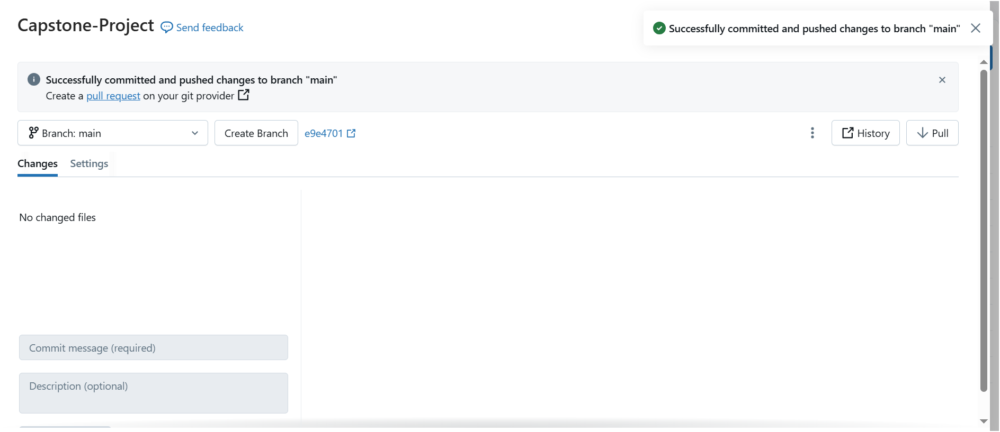 Capstone-Project Send feedback
Successfully committed and pushed changes to branch "main"
Successfully committed and pushed changes to branch "main"
Create a pull request on your git provider
Branch: main Create Branch e9e4701 History Pull
Changes Settings
No changed files
Commit message (required)
Description (optional)